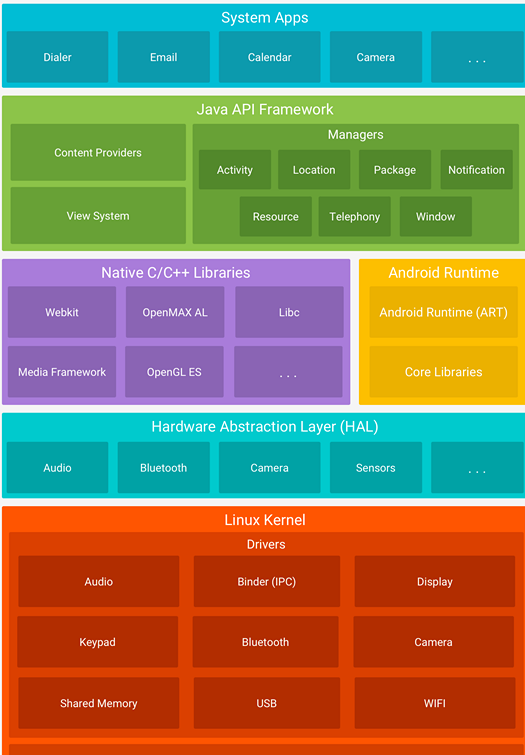 System Apps
Dialer
Email
Calendar
Camera
. . .
Java API Framework
Content Providers
View System
Managers
Activity
Location
Package
Notification
Resource
Telephony
Window
Native C/C++ Libraries
Webkit
OpenMAX AL
Libc
Media Framework
OpenGL ES
. . .
Android Runtime
Android Runtime (ART)
Core Libraries
Hardware Abstraction Layer (HAL)
Audio
Bluetooth
Camera
Sensors
. . .
Linux Kernel
Drivers
Audio
Binder (IPC)
Display
Keypad
Bluetooth
Camera
Shared Memory
USB
WIFI